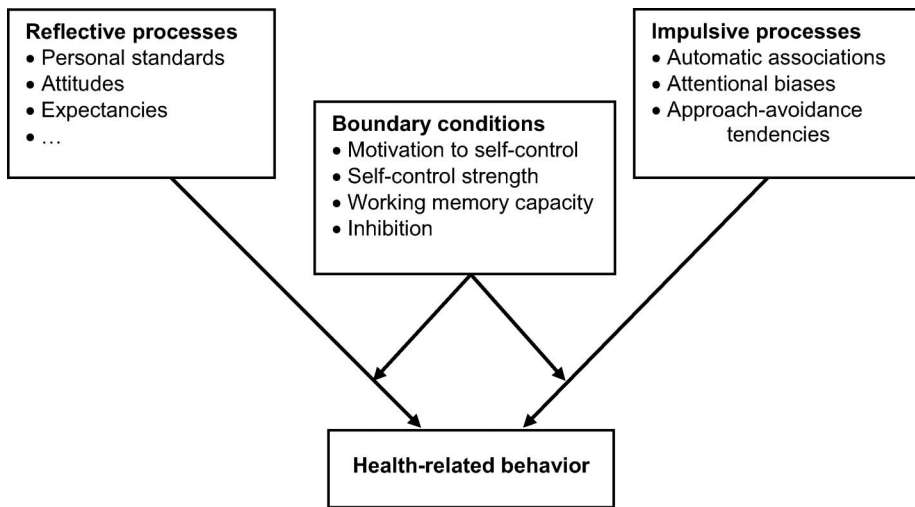 Reflective processes
• Personal standards
• Attitudes
• Expectancies
• …
Boundary conditions
• Motivation to self-control
• Self-control strength
• Working memory capacity
• Inhibition
Impulsive processes
• Automatic associations
• Attentional biases
• Approach-avoidance
tendencies
Health-related behavior